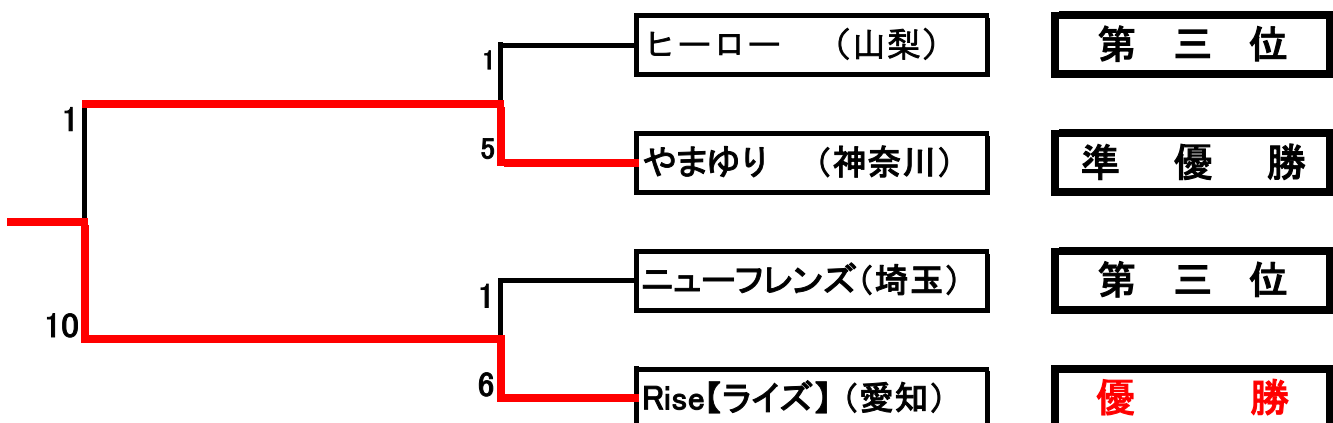 1
ヒーロー　（山梨）
第　三　位
1
5
やまゆり　（神奈川）
準　優　勝
1
ニューフレンズ（埼玉）
第　三　位
10
6
Rise【ライズ】（愛知）
優　勝